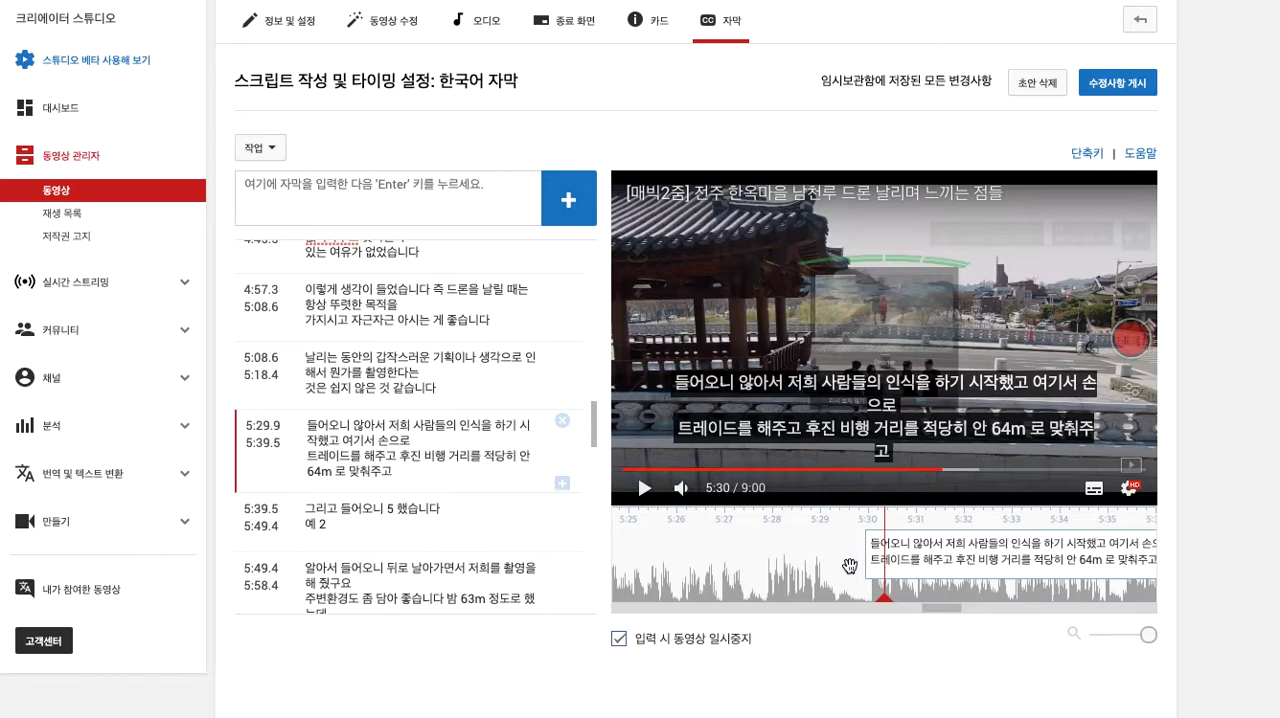 크리에이터 스튜디오
정보 및 설정
동영상 수정
오디오
종료 화면
카드
CC 자막
스튜디오 베타 사용해 보기
대시보드
동영상 관리자
동영상
재생 목록
저작권 고지
실시간 스트리밍
커뮤니티
채널
분석
번역 및 텍스트 변환
만들기
내가 참여한 동영상
고객센터
스크립트 작성 및 타이밍 설정: 한국어 자막
임시보관함에 저장된 모든 변경사항
초안 삭제
수정사항 게시
작업
단축키 | 도움말
여기에 자막을 입력한 다음 'Enter' 키를 누르세요.
있는 여유가 없었습니다
4:57.3
5:08.6
이렇게 생각이 들었습니다 즉 드론을 날릴 때는
항상 뚜렷한 목적을
가지시고 자근자근 아시는 게 좋습니다
5:08.6
5:18.4
날리는 동안의 갑작스러운 기획이나 생각으로 인
해서 뭔가를 촬영한다는
것은 쉽지 않은 것 같습니다
5:29.9
5:39.5
들어오니 않아서 저희 사람들의 인식을 하기 시
작했고 여기서 손으로
트레이드를 해주고 후진 비행 거리를 적당히 안
64m 로 맞춰주고
5:39.5
5:49.4
그리고 들어오니 5 했습니다
예 2
5:49.4
5:58.4
알아서 들어오니 뒤로 날아가면서 저희를 촬영을
해 줬구요
주변환경도 좀 담아 좋습니다 밤 63m 정도로 했
는데
[매빅2줌] 전주 한옥마을 남천루 드론 날리며 느끼는 점들
들어오니 않아서 저희 사람들의 인식을 하기 시작했고 여기서 손
으로
트레이드를 해주고 후진 비행 거리를 적당히 안 64m 로 맞춰주
고
5:30 / 9:00
HD
5:25 5:26 5:27 5:28 5:29 5:30 5:31 5:32 5:33 5:34 5:35
들어오니 않아서 저희 사람들의 인식을 하기 시작했고 여기서 손으
트레이드를 해주고 후진 비행 거리를 적당히 안 64m 로 맞춰주고
입력 시 동영상 일시중지